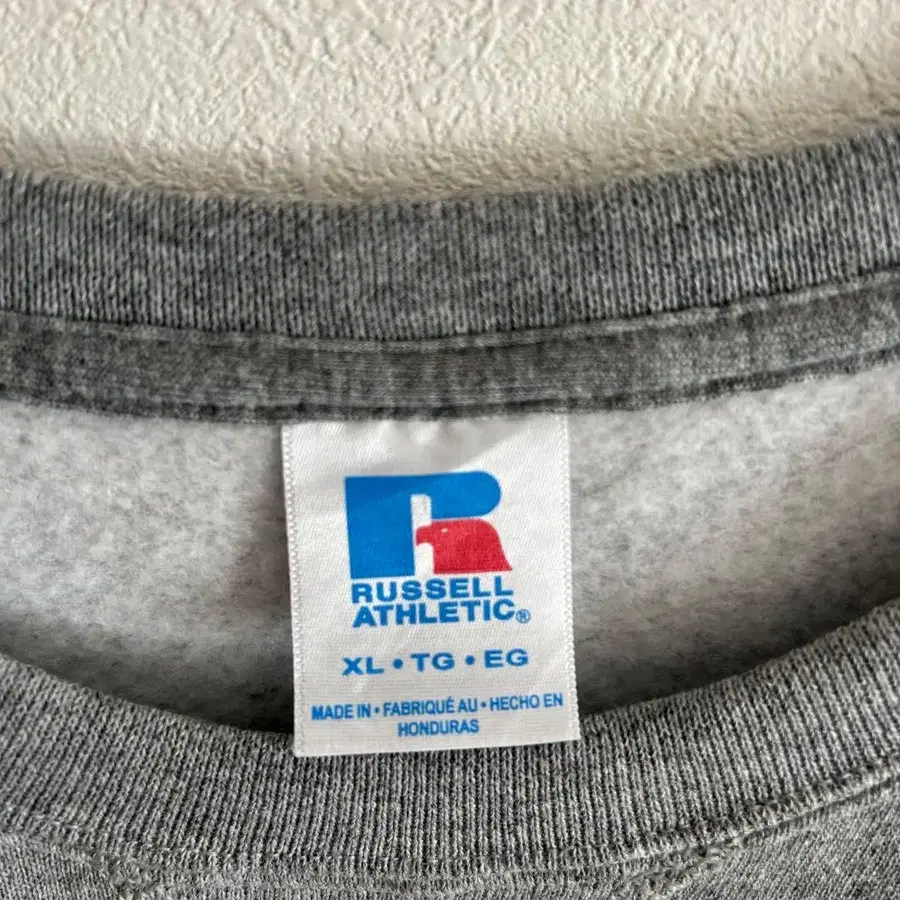 RUSSELL
ATHLETIC®
XL • TG • EG
MADE IN • FABRIQUÉ AU • HECHO EN
HONDURAS